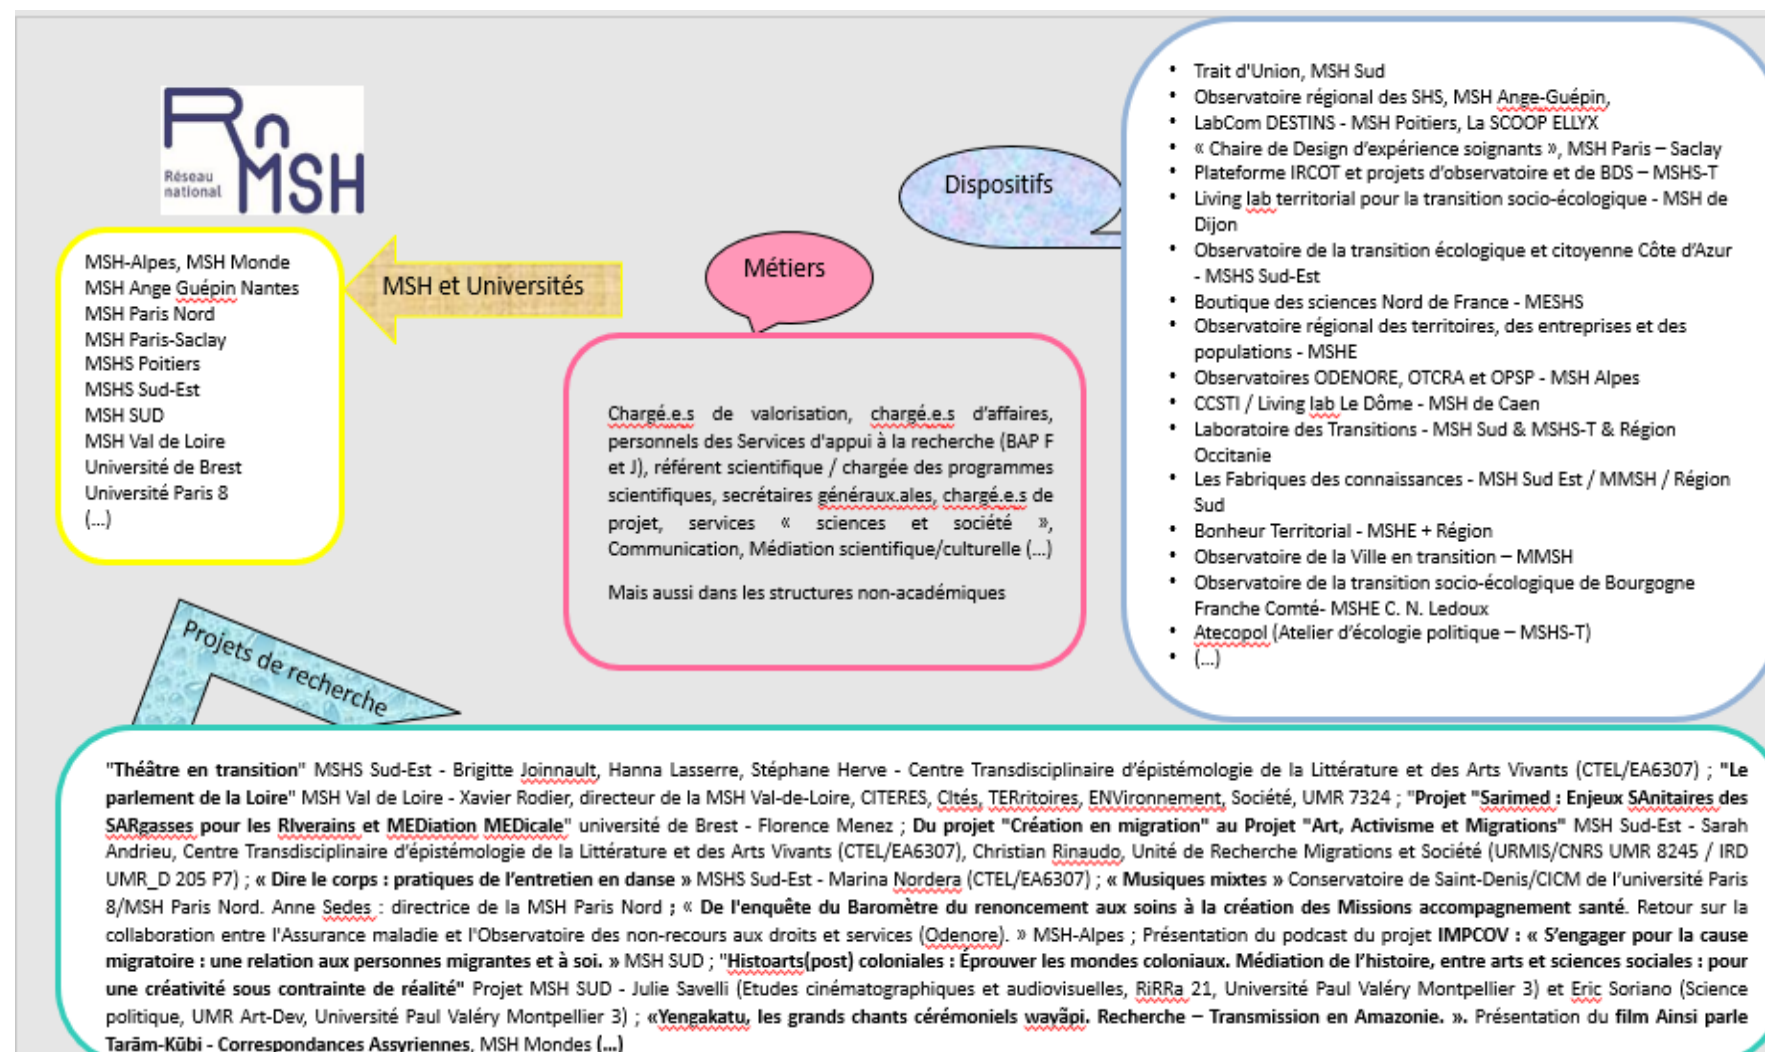 Rn
Réseau
national
MSH
MSH-Alpes, MSH Monde
MSH Ange Guépin Nantes
MSH Paris Nord
MSH Paris-Saclay
MSHS Poitiers
MSHS Sud-Est
MSH SUD
MSH Val de Loire
Université de Brest
Université Paris 8
(...)
MSH et Universités
Métiers
Chargé.e.s de valorisation, chargé.e.s d'affaires,
personnels des Services d'appui à la recherche (BAP F
et J), référent scientifique / chargée des programmes
scientifiques, secrétaires généraux.ales, chargé.e.s de
projet, services « sciences et société »,
Communication, Médiation scientifique/culturelle (...)
Mais aussi dans les structures non-académiques
Dispositifs
• Trait d'Union, MSH Sud
• Observatoire régional des SHS, MSH Ange-Guépin,
• LabCom DESTINS - MSH Poitiers, La SCOOP ELLYX
• « Chaire de Design d'expérience soignants », MSH Paris – Saclay
• Plateforme IRCOT et projets d'observatoire et de BDS – MSHS-T
• Living lab territorial pour la transition socio-écologique - MSH de
Dijon
• Observatoire de la transition écologique et citoyenne Côte d'Azur
- MSHS Sud-Est
• Boutique des sciences Nord de France - MESHS
• Observatoire régional des territoires, des entreprises et des
populations - MSHE
• Observatoires ODENORE, OTCRA et OPSP - MSH Alpes
• CCSTI / Living lab Le Dôme - MSH de Caen
• Laboratoire des Transitions - MSH Sud & MSHS-T & Région
Occitanie
• Les Fabriques des connaissances - MSH Sud Est / MMSH / Région
Sud
• Bonheur Territorial - MSHE + Région
• Observatoire de la Ville en transition – MMSH
• Observatoire de la transition socio-écologique de Bourgogne
Franche Comté- MSHE C. N. Ledoux
• Atecopol (Atelier d'écologie politique – MSHS-T)
• (...)
Projets de recherche
"Théâtre en transition" MSHS Sud-Est - Brigitte Joinnault, Hanna Lasserre, Stéphane Herve - Centre Transdisciplinaire d'épistémologie de la Littérature et des Arts Vivants (CTEL/EA6307) ; "Le
parlement de la Loire" MSH Val de Loire - Xavier Rodier, directeur de la MSH Val-de-Loire, CITERES, CItés, TERritoires, ENVironnement, Société, UMR 7324 ; "Projet "Sarimed : Enjeux SAnitaires des
SARgasses pour les RIverains et MEDiation MEDicale" université de Brest - Florence Menez ; Du projet "Création en migration" au Projet "Art, Activisme et Migrations" MSH Sud-Est - Sarah
Andrieu, Centre Transdisciplinaire d'épistémologie de la Littérature et des Arts Vivants (CTEL/EA6307), Christian Rinaudo, Unité de Recherche Migrations et Société (URMIS/CNRS UMR 8245 / IRD
UMR_D 205 P7) ; « Dire le corps : pratiques de l'entretien en danse » MSHS Sud-Est - Marina Nordera (CTEL/EA6307) ; « Musiques mixtes » Conservatoire de Saint-Denis/CICM de l'université Paris
8/MSH Paris Nord. Anne Sedes : directrice de la MSH Paris Nord ; « De l'enquête du Baromètre du renoncement aux soins à la création des Missions accompagnement santé. Retour sur la
collaboration entre l'Assurance maladie et l'Observatoire des non-recours aux droits et services (Odenore). » MSH-Alpes ; Présentation du podcast du projet IMPCOV : « S'engager pour la cause
migratoire : une relation aux personnes migrantes et à soi. » MSH SUD ; "Histoarts(post) coloniales : Éprouver les mondes coloniaux. Médiation de l'histoire, entre arts et sciences sociales : pour
une créativité sous contrainte de réalité" Projet MSH SUD - Julie Savelli (Etudes cinématographiques et audiovisuelles, RiRRa 21, Université Paul Valéry Montpellier 3) et Eric Soriano (Science
politique, UMR Art-Dev, Université Paul Valéry Montpellier 3) ; «Yengakatu, les grands chants cérémoniels wayãpi. Recherche – Transmission en Amazonie. ». Présentation du film Ainsi parle
Tarām-Kūbi - Correspondances Assyriennes, MSH Mondes (...)